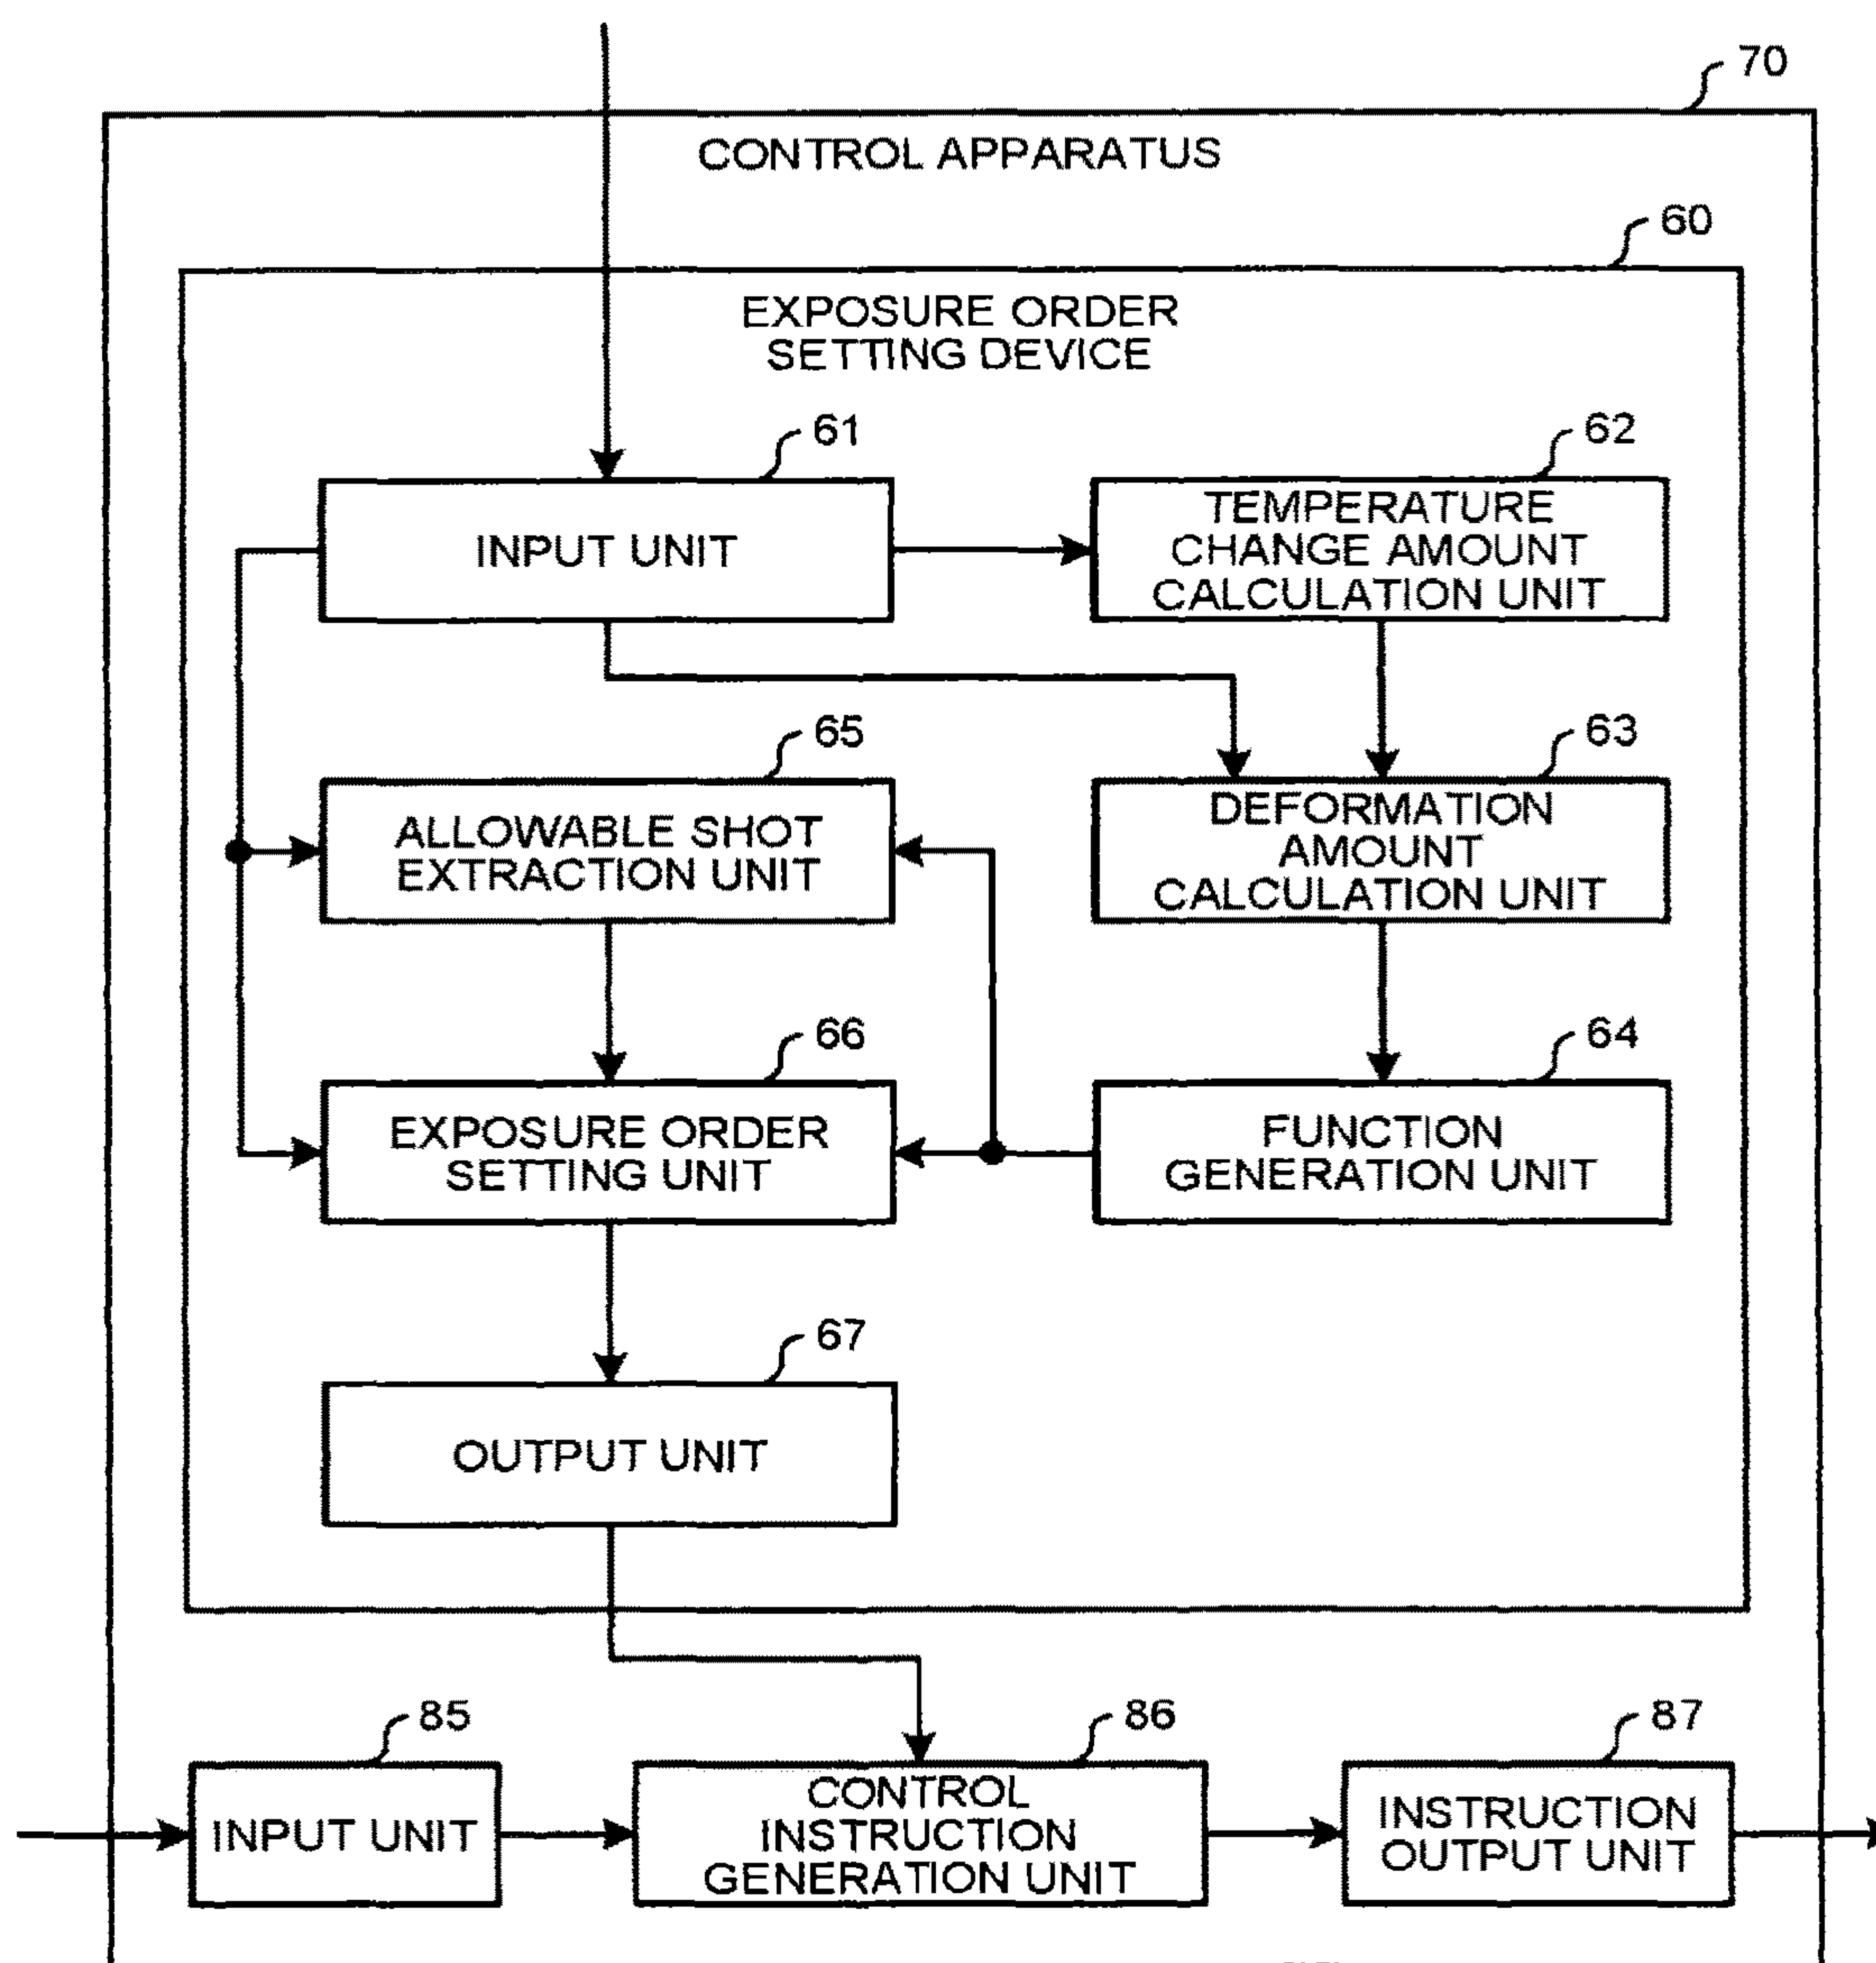 70
CONTROL APPARATUS
60
EXPOSURE ORDER
SETTING DEVICE
61
INPUT UNIT
62
TEMPERATURE
CHANGE AMOUNT
CALCULATION UNIT
65
ALLOWABLE SHOT
EXTRACTION UNIT
63
DEFORMATION
AMOUNT
CALCULATION UNIT
66
EXPOSURE ORDER
SETTING UNIT
64
FUNCTION
GENERATION UNIT
67
OUTPUT UNIT
85
INPUT UNIT
86
CONTROL
INSTRUCTION
GENERATION UNIT
87
INSTRUCTION
OUTPUT UNIT